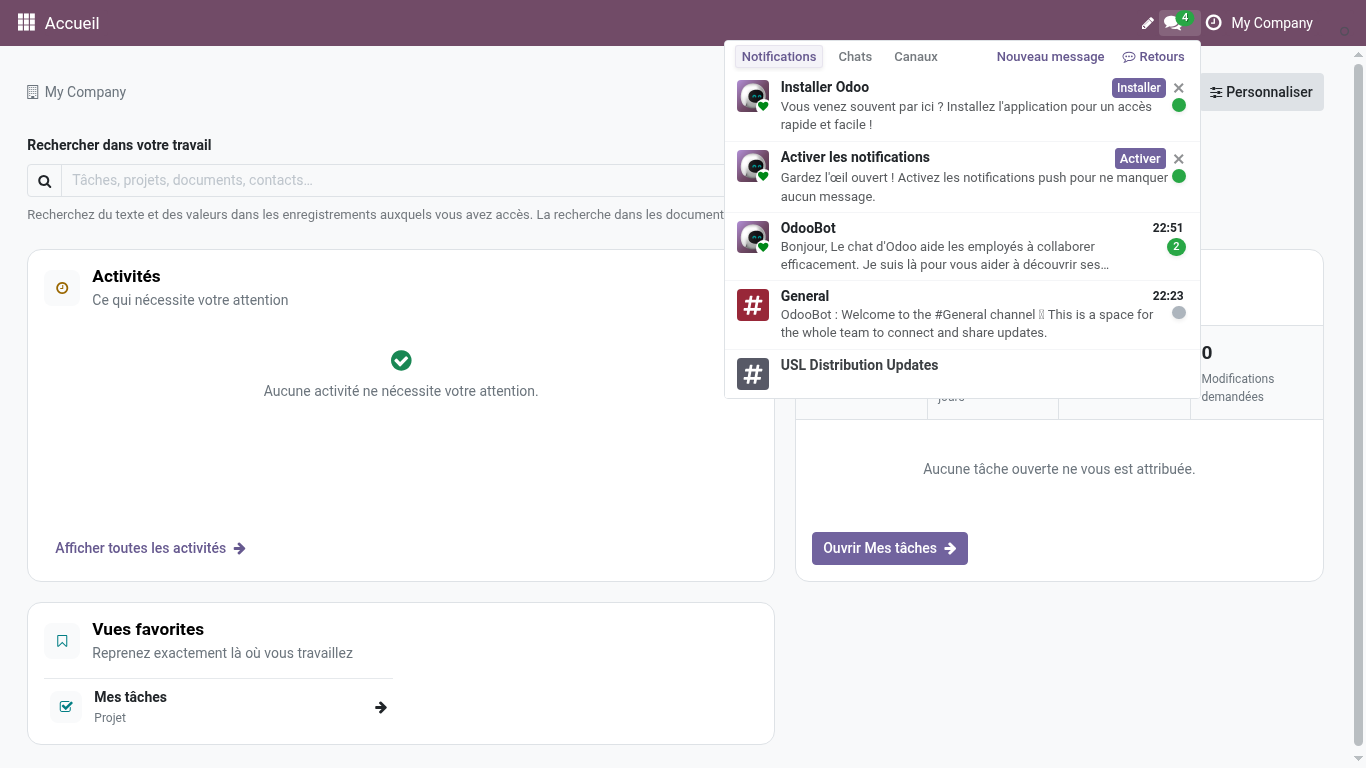 Accueil
4
My Company
Notifications
Chats
Canaux
Nouveau message
Retours
Installer Odoo
Installer
Vous venez souvent par ici ? Installez l'application pour un accès
rapide et facile !
Activer les notifications
Activer
Gardez l'œil ouvert ! Activez les notifications push pour ne manquer
aucun message.
OdooBot
22:51
Bonjour, Le chat d'Odoo aide les employés à collaborer
2
efficacement. Je suis là pour vous aider à découvrir ses…
General
22:23
OdooBot : Welcome to the #General channel This is a space for
the whole team to connect and share updates.
USL Distribution Updates
My Company
Personnaliser
Rechercher dans votre travail
Tâches, projets, documents, contacts…
Recherchez du texte et des valeurs dans les enregistrements auxquels vous avez accès. La recherche dans les document
Activités
Ce qui nécessite votre attention
Aucune activité ne nécessite votre attention.
Afficher toutes les activités
0
Modifications
demandées
jours
Aucune tâche ouverte ne vous est attribuée.
Ouvrir Mes tâches
Vues favorites
Reprenez exactement là où vous travaillez
Mes tâches
Projet